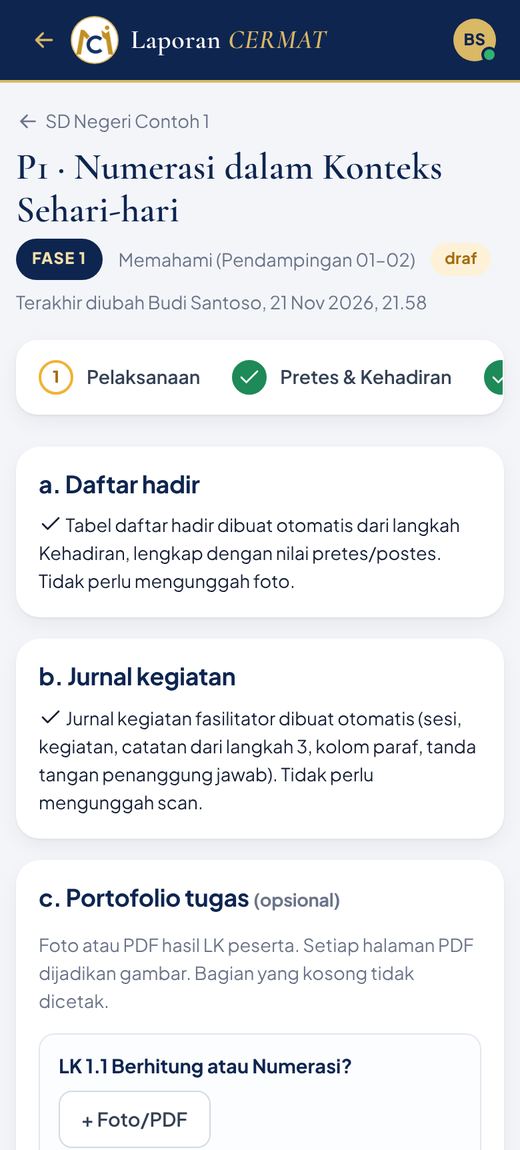 Laporan CERMAT
BS
← SD Negeri Contoh 1
P1 · Numerasi dalam Konteks
Sehari-hari
FASE 1
Memahami (Pendampingan 01–02)
draf
Terakhir diubah Budi Santoso, 21 Nov 2026, 21.58
1 Pelaksanaan
Pretes & Kehadiran
a. Daftar hadir
✓ Tabel daftar hadir dibuat otomatis dari langkah
Kehadiran, lengkap dengan nilai pretes/postes.
Tidak perlu mengunggah foto.
b. Jurnal kegiatan
✓ Jurnal kegiatan fasilitator dibuat otomatis (sesi,
kegiatan, catatan dari langkah 3, kolom paraf, tanda
tangan penanggung jawab). Tidak perlu
mengunggah scan.
c. Portofolio tugas (opsional)
Foto atau PDF hasil LK peserta. Setiap halaman PDF
dijadikan gambar. Bagian yang kosong tidak
dicetak.
LK 1.1 Berhitung atau Numerasi?
+ Foto/PDF